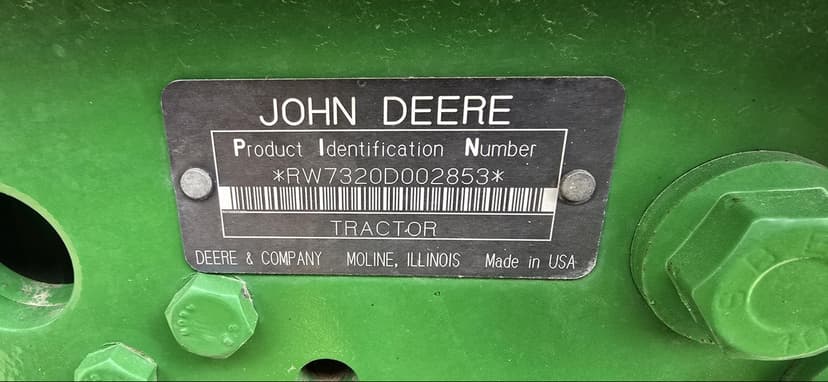 JOHN DEERE
Product Identification Number
*RW7320D002853*
TRACTOR
DEERE & COMPANY MOLINE, ILLINOIS Made in USA